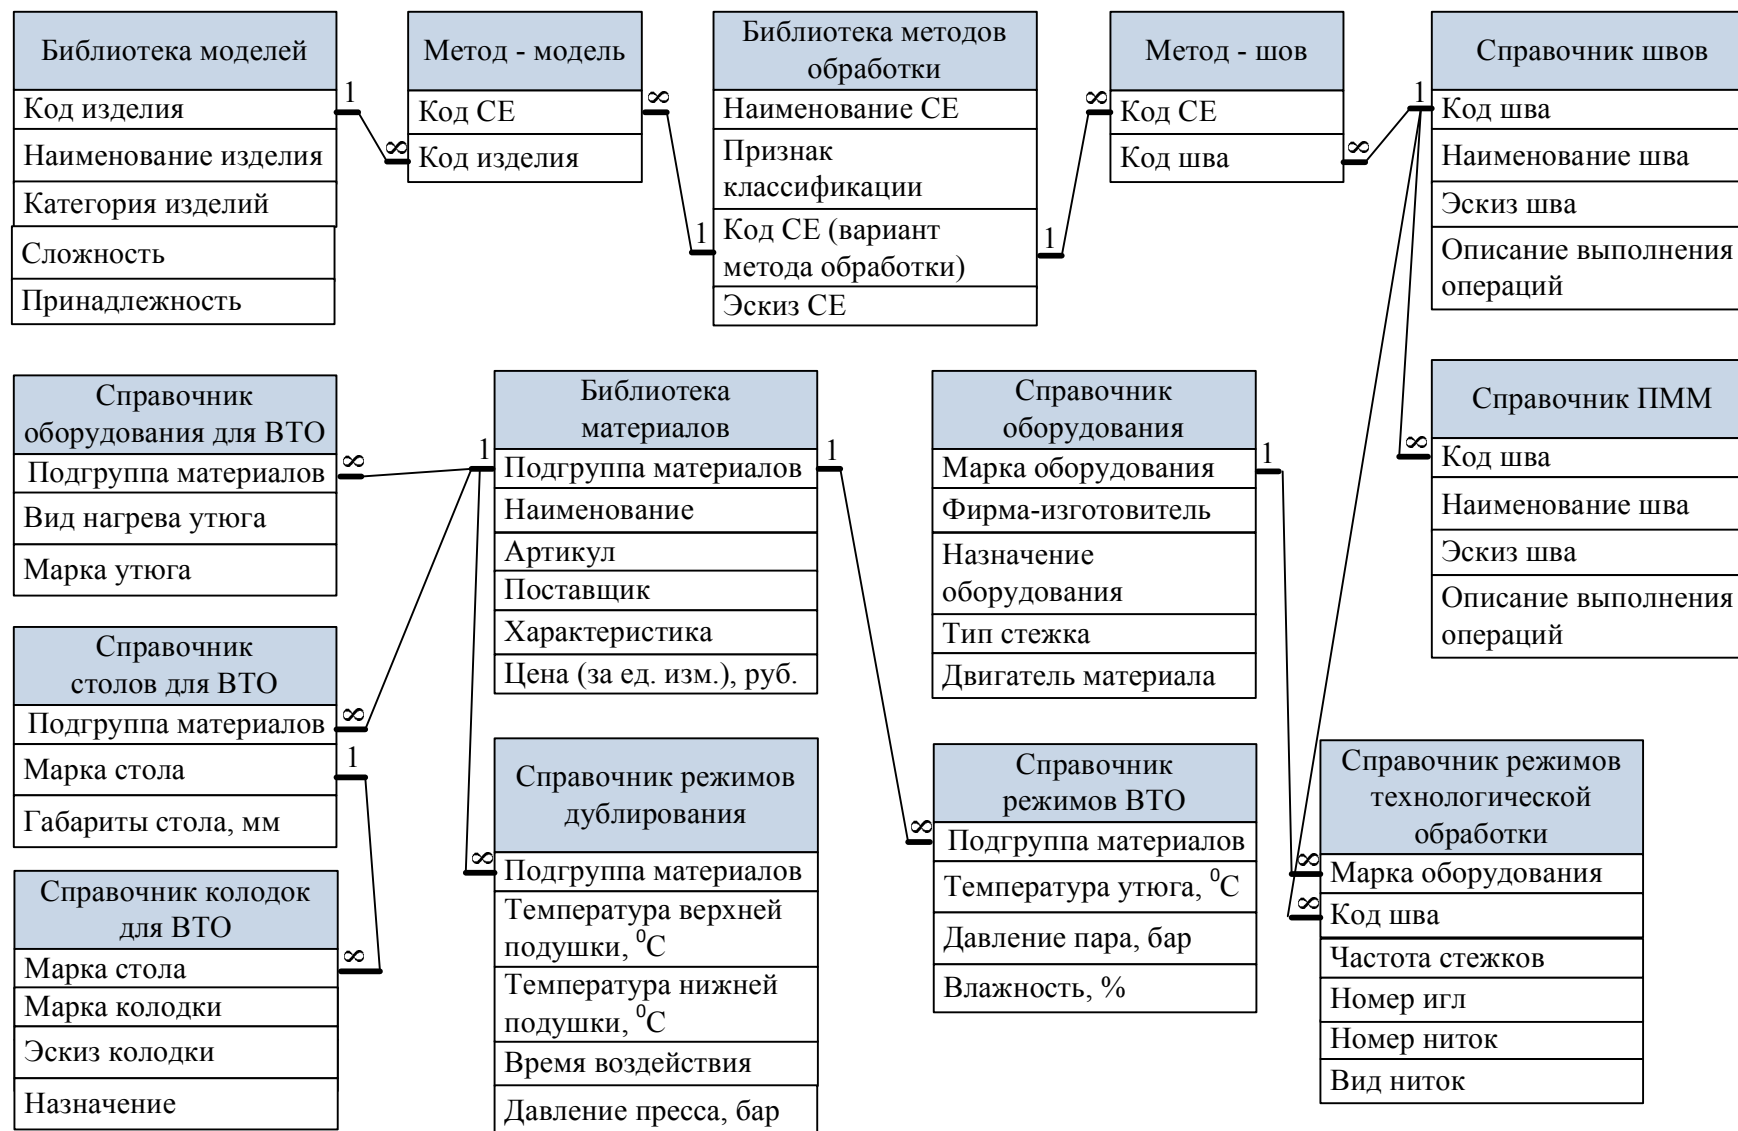 Библиотека моделей
Код изделия
Наименование изделия
Категория изделий
Сложность
Принадлежность
1
∞
Метод - модель
Код СЕ
Код изделия
∞
1
Библиотека методов
обработки
Наименование СЕ
Признак
классификации
Код СЕ (вариант
метода обработки)
Эскиз СЕ
1
∞
Метод - шов
Код СЕ
Код шва
∞
1
Справочник швов
Код шва
Наименование шва
Эскиз шва
Описание выполнения
операций
Справочник
оборудования для ВТО
Подгруппа материалов
Вид нагрева утюга
Марка утюга
∞
1
Библиотека
материалов
Подгруппа материалов
Наименование
Артикул
Поставщик
Характеристика
Цена (за ед. изм.), руб.
1
Справочник
оборудования
Марка оборудования
Фирма-изготовитель
Назначение
оборудования
Тип стежка
Двигатель материала
1
∞
Справочник ПММ
Код шва
Наименование шва
Эскиз шва
Описание выполнения
операций
Справочник
столов для ВТО
Подгруппа материалов
Марка стола
Габариты стола, мм
∞
1
Справочник колодок
для ВТО
Марка стола
Марка колодки
Эскиз колодки
Назначение
∞
∞
Справочник режимов
дублирования
Подгруппа материалов
Температура верхней
подушки, ⁰С
Температура нижней
подушки, ⁰С
Время воздействия
Давление пресса, бар
∞
Справочник
режимов ВТО
Подгруппа материалов
Температура утюга, ⁰С
Давление пара, бар
Влажность, %
∞
∞
Справочник режимов
технологической
обработки
Марка оборудования
Код шва
Частота стежков
Номер игл
Номер ниток
Вид ниток